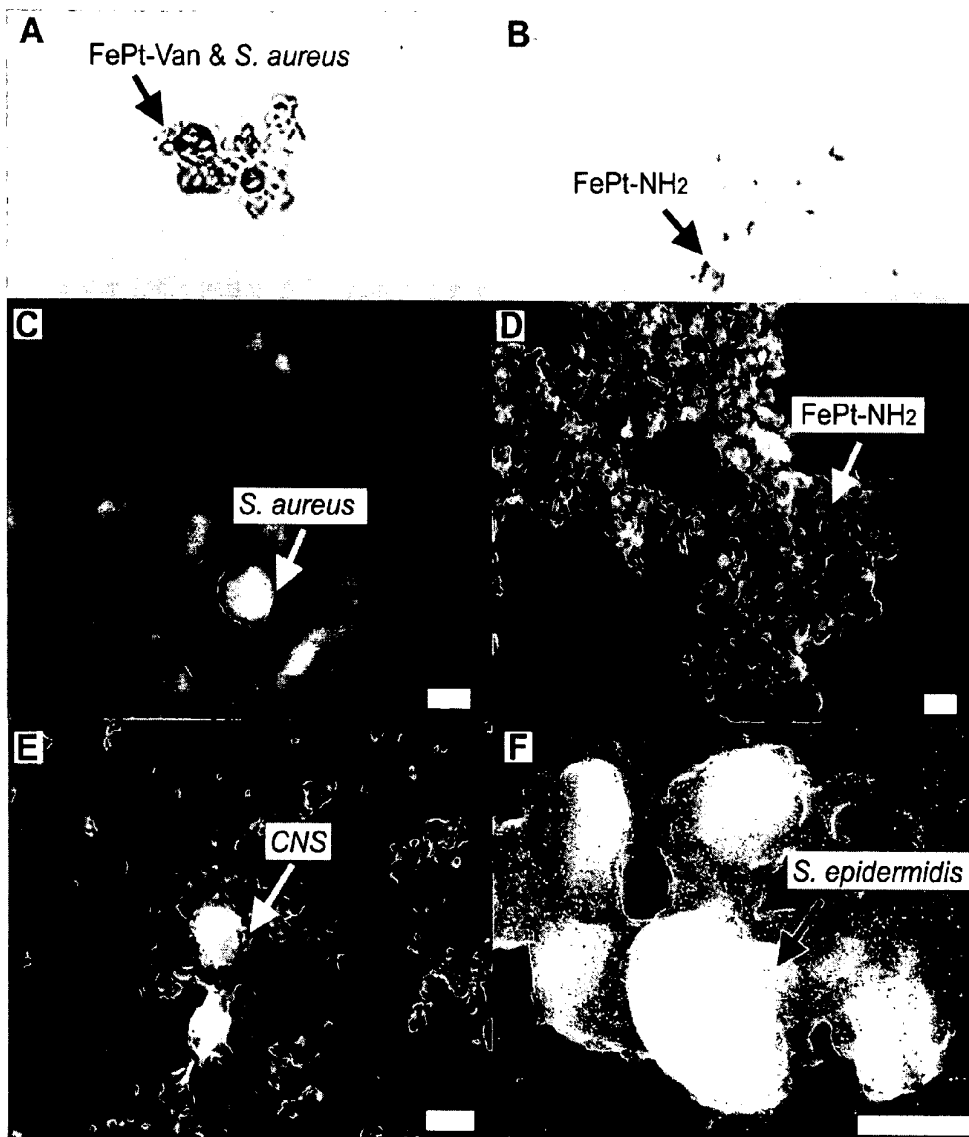 A
FePt-Van & S. aureus
B
FePt-NH2
C
S. aureus
D
FePt-NH2
E
CNS
F
S. epidermidis